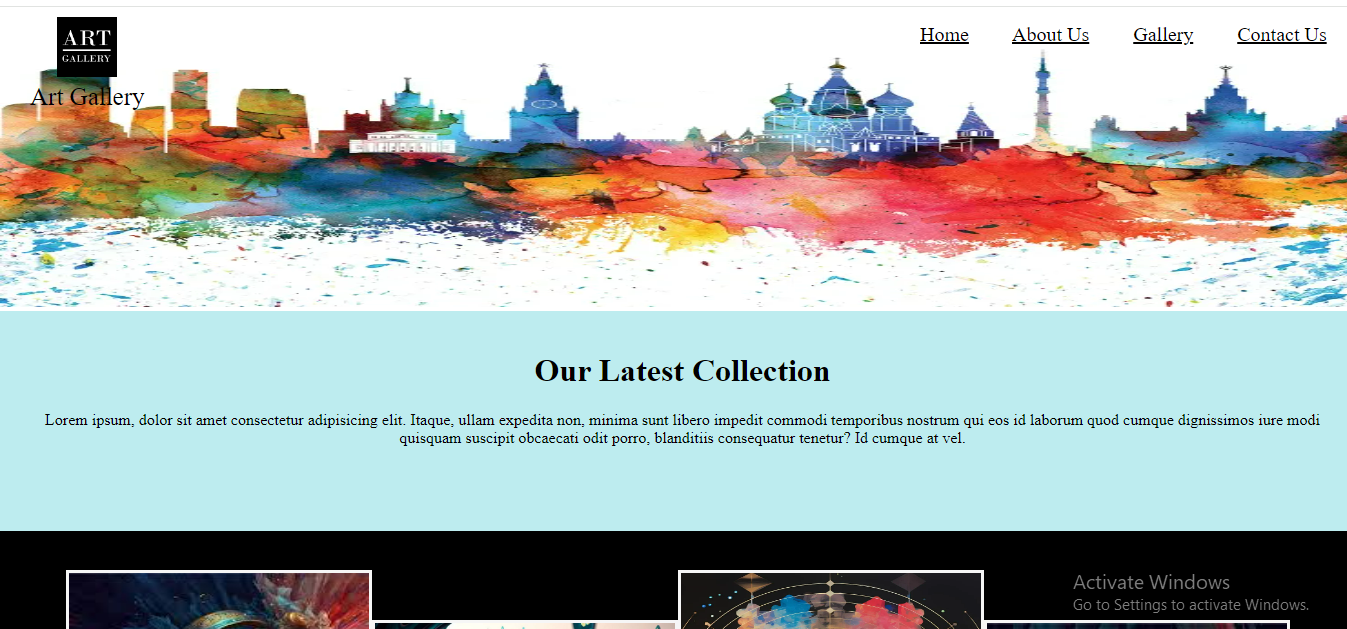 ART
GALLERY
Art Gallery
Home About Us Gallery Contact Us
Our Latest Collection
Lorem ipsum, dolor sit amet consectetur adipisicing elit. Itaque, ullam expedita non, minima sunt libero impedit commodi temporibus nostrum qui eos id laborum quod cumque dignissimos iure modi
quisquam suscipit obcaecati odit porro, blanditiis consequatur tenetur? Id cumque at vel.
Activate Windows
Go to Settings to activate Windows.